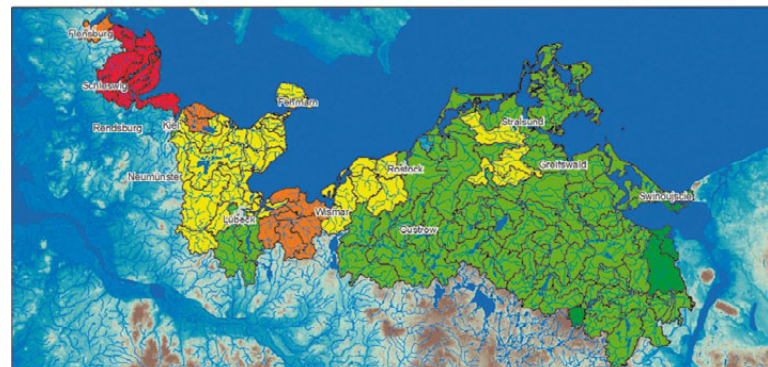 Flensburg
Schleswig
Fehmarn
Rendsburg
Kiel
Stralsund
Greifswald
Rostock
Neumünster
Swinoujscie
Wismar
Lübeck
Güstrow